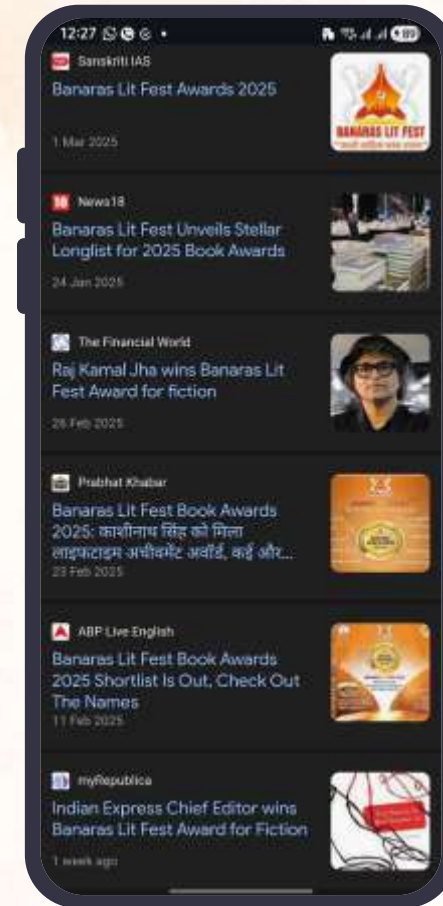 12:27
Sanskriti IAS
Banaras Lit Fest Awards 2025
1 Mar 2025
BANARAS LIT FEST
News18
Banaras Lit Fest Unveils Stellar
Longlist for 2025 Book Awards
24 Jan 2025
The Financial World
Raj Kamal Jha wins Banaras Lit
Fest Award for fiction
26 Feb 2025
Prabhat Khabar
Banaras Lit Fest Book Awards
2025: काशीनाथ सिंह को मिला
लाइफटाइम अचीवमेंट अवॉर्ड, कई और...
23 Feb 2025
ABP Live English
Banaras Lit Fest Book Awards
2025 Shortlist Is Out, Check Out
The Names
11 Feb 2025
myRepublica
Indian Express Chief Editor wins
Banaras Lit Fest Award for Fiction
1 week ago